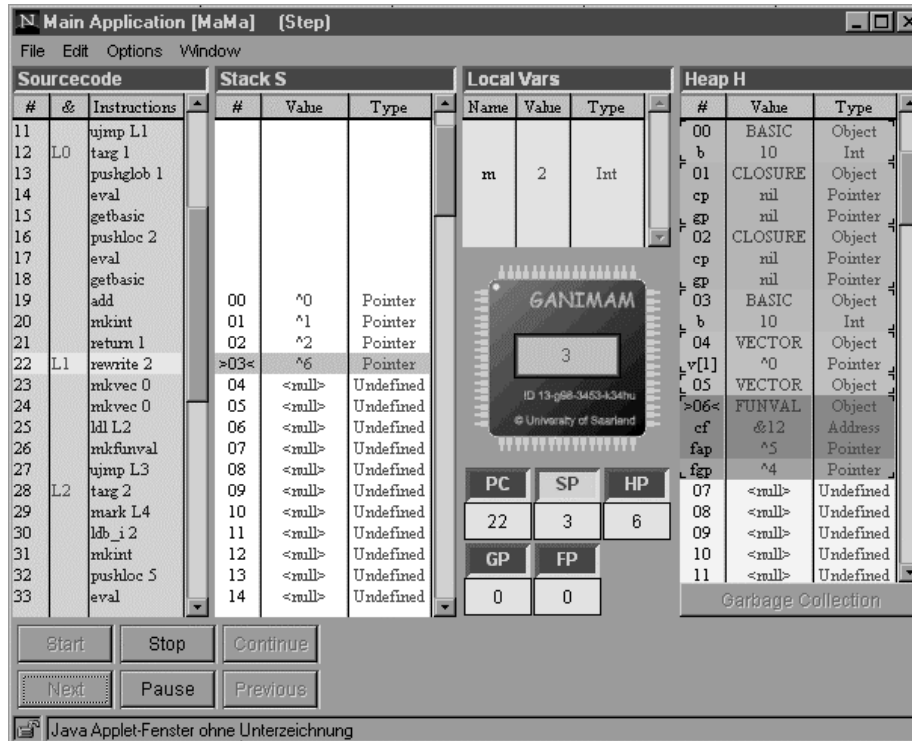 N Main Application [MaMa] (Step)
File Edit Options Window
Sourcecode Stack S Local Vars Heap H
# & Instructions # Value Type Name Value Type # Value Type
11 ujmp L1
12 L0 targ 1
13 pushglob 1
14 eval
15 getbasic
16 pushloc 2
17 eval
18 getbasic
19 add
20 mkint
21 return 1
22 L1 rewrite 2
23 mkvec 0
24 mkvec 0
25 ldl L2
26 mkfunval
27 ujmp L3
28 L2 targ 2
29 mark L4
30 ldb_i 2
31 mkint
32 pushloc 5
33 eval
00 ^0 Pointer
01 ^1 Pointer
02 ^2 Pointer
>03< ^6 Pointer
04 <null> Undefined
05 <null> Undefined
06 <null> Undefined
07 <null> Undefined
08 <null> Undefined
09 <null> Undefined
10 <null> Undefined
11 <null> Undefined
12 <null> Undefined
13 <null> Undefined
14 <null> Undefined
m 2 Int
GANIMAM
3
ID 13-g98-3453-k34hu
© University of Saarland
PC SP HP
22 3 6
GP FP
0 0
00 BASIC Object
b 10 Int
01 CLOSURE Object
cp nil Pointer
gp nil Pointer
02 CLOSURE Object
cp nil Pointer
gp nil Pointer
03 BASIC Object
b 10 Int
04 VECTOR Object
v[1] ^0 Pointer
05 VECTOR Object
>06< FUNVAL Object
cf &12 Address
fap ^5 Pointer
fgp ^4 Pointer
07 <null> Undefined
08 <null> Undefined
09 <null> Undefined
10 <null> Undefined
11 <null> Undefined
Garbage Collection
Start Stop Continue
Next Pause Previous
Java Applet-Fenster ohne Unterzeichnung